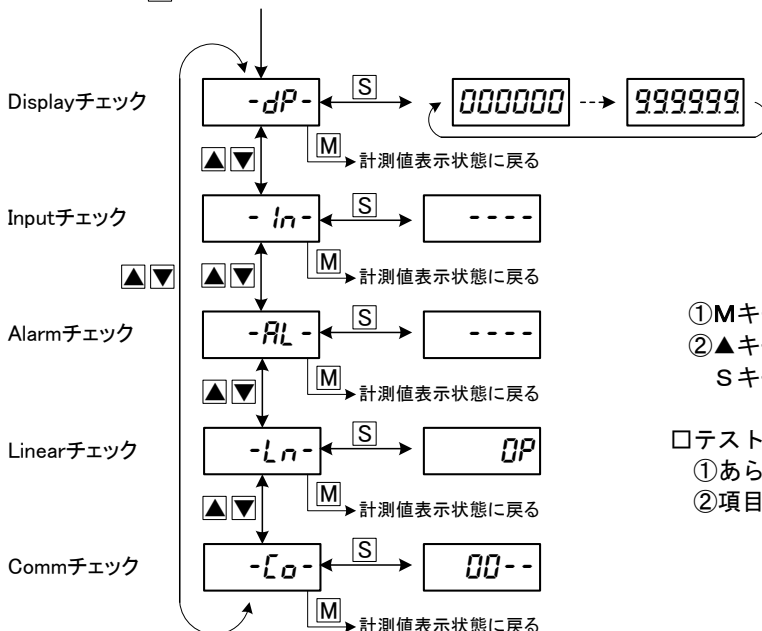 Displayチェック
-dP-
S
000000
9.9.9.9.9.9.
▲▼
M
計測値表示状態に戻る
Inputチェック
-In-
S
----
▲▼
▲▼
M
計測値表示状態に戻る
Alarmチェック
-AL-
S
----
▲▼
M
計測値表示状態に戻る
Linearチェック
-Ln-
S
0P
▲▼
M
計測値表示状態に戻る
Commチェック
-Co-
S
00--
M
計測値表示状態に戻る
①Mキ
②▲キ
Sキ
□テスト
①あら
②項目